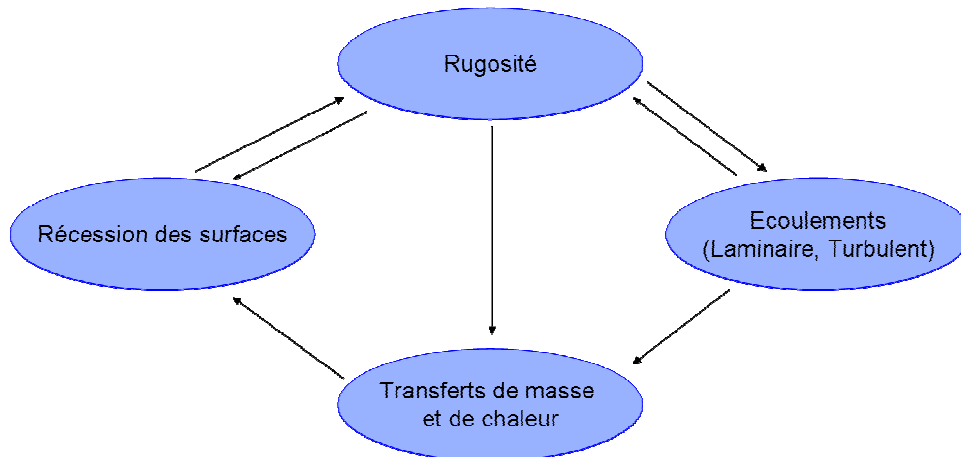 Rugosité
Récession des surfaces
Ecoulements
(Laminaire, Turbulent)
Transferts de masse
et de chaleur